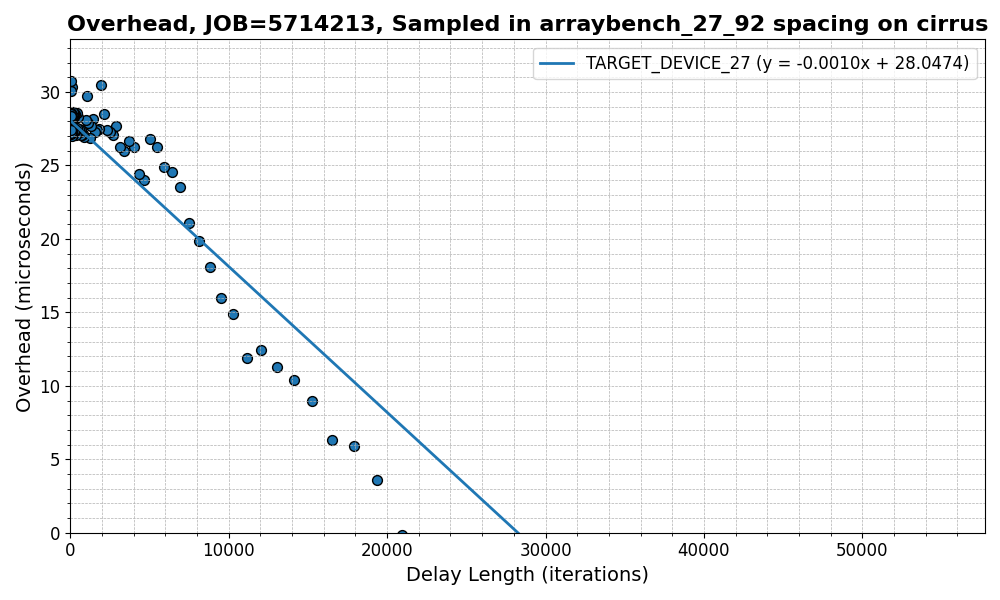 Overhead, JOB=5714213, Sampled in arraybench_27_92 spacing on cirrus
TARGET_DEVICE_27 (y = -0.0010x + 28.0474)
Overhead (microseconds)
30
25
20
15
10
5
0
0 10000 20000 30000 40000 50000
Delay Length (iterations)